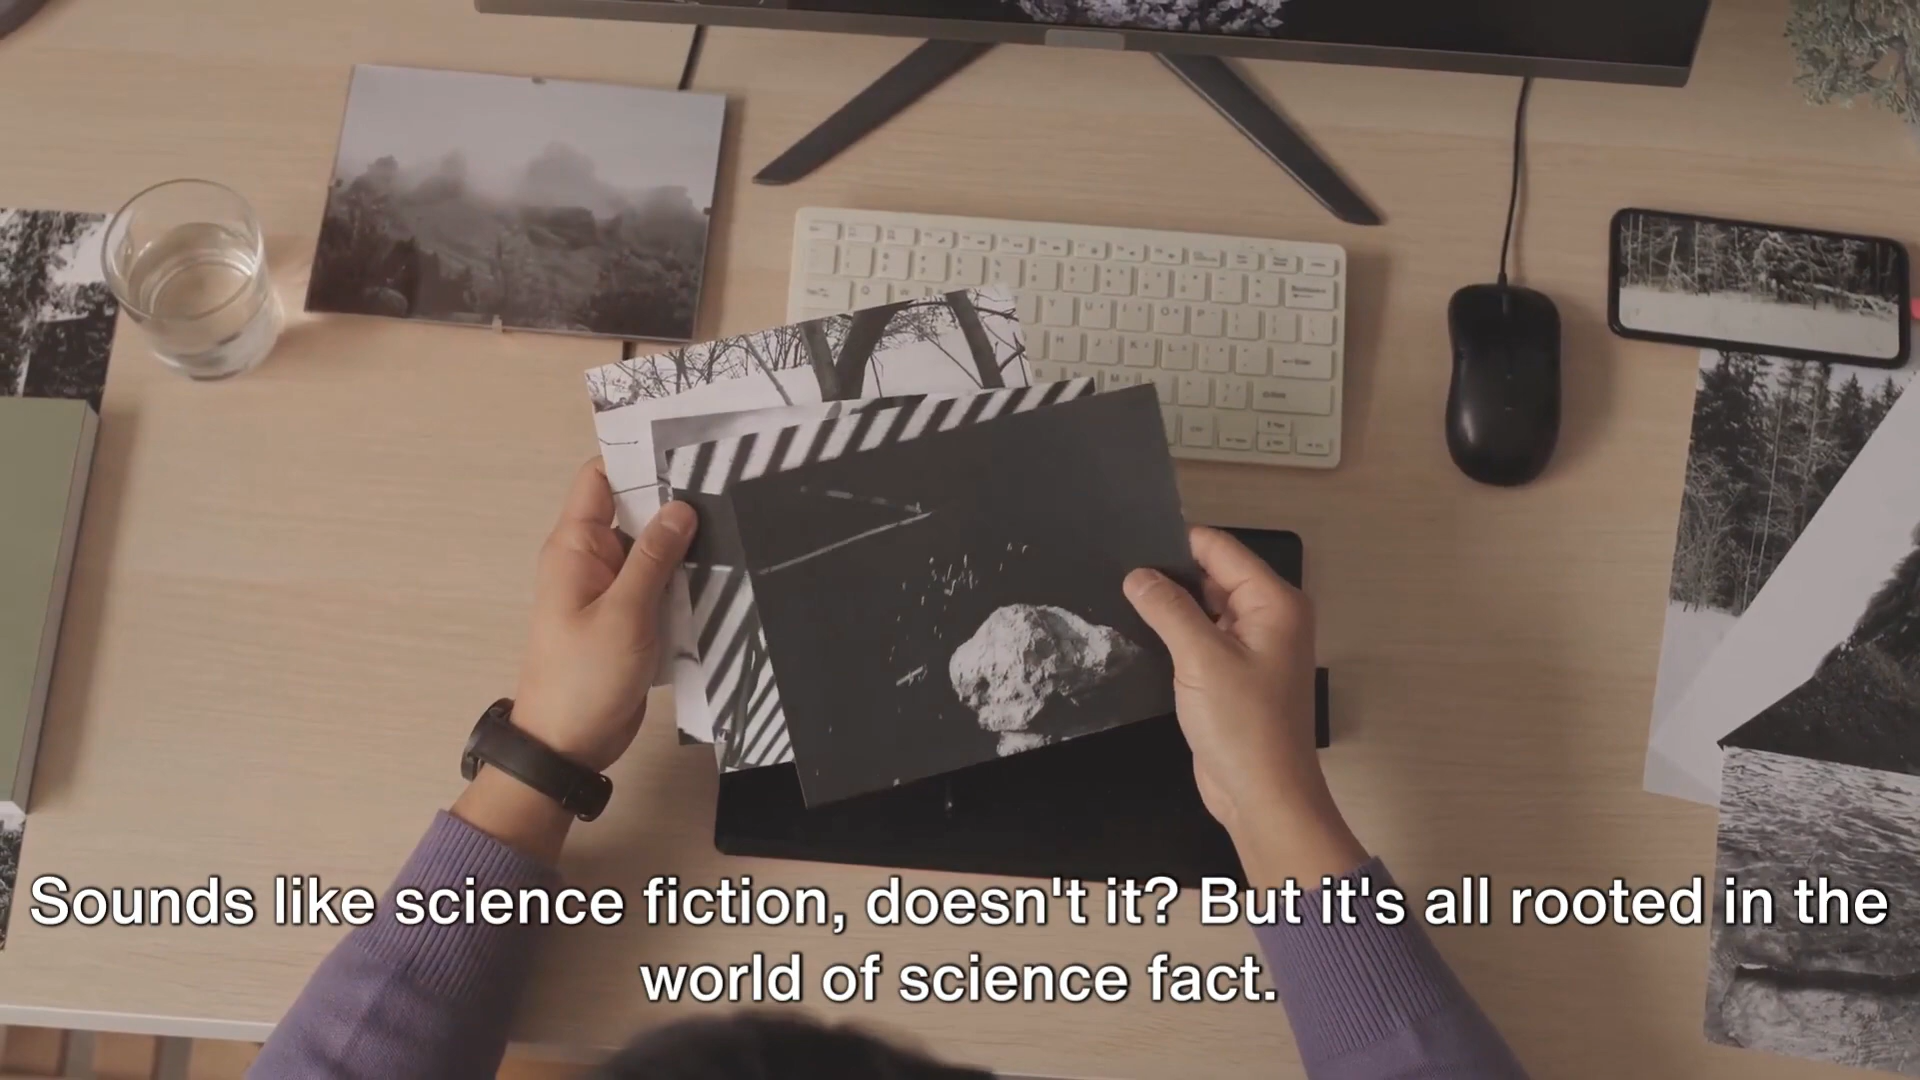 Sounds like science fiction, doesn't it? But it's all rooted in the
world of science fact.